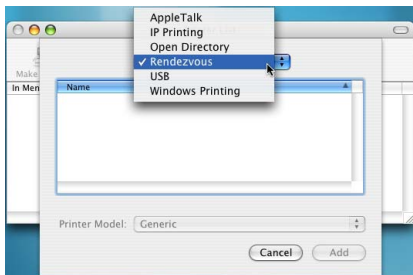 AppleTalk
IP Printing
Open Directory
✓ Rendezvous
USB
Windows Printing
Make
In Men
Name
Printer Model: Generic
Cancel Add